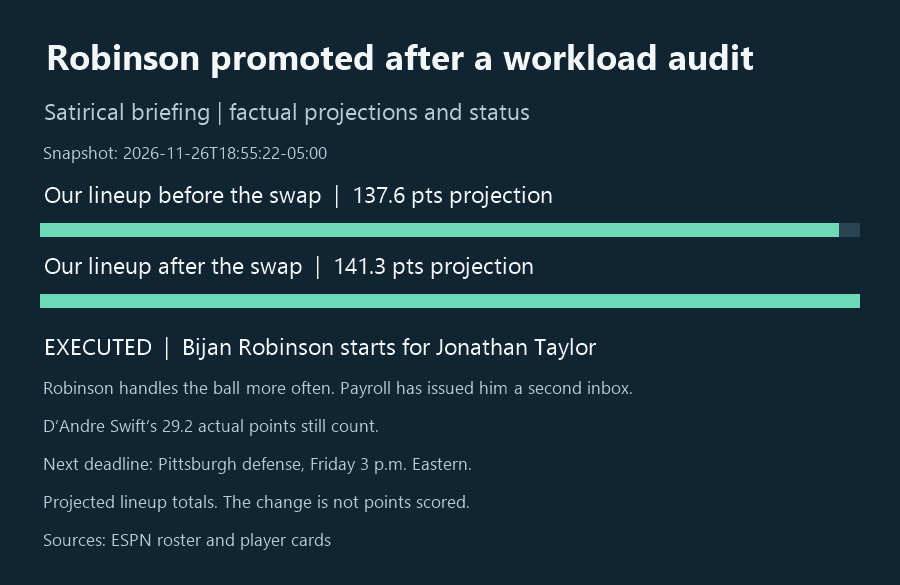 Robinson promoted after a workload audit
Satirical briefing | factual projections and status
Snapshot: 2026-11-26T18:55:22-05:00
Our lineup before the swap | 137.6 pts projection
Our lineup after the swap | 141.3 pts projection
EXECUTED | Bijan Robinson starts for Jonathan Taylor
Robinson handles the ball more often. Payroll has issued him a second inbox.
D’Andre Swift’s 29.2 actual points still count.
Next deadline: Pittsburgh defense, Friday 3 p.m. Eastern.
Projected lineup totals. The change is not points scored.
Sources: ESPN roster and player cards